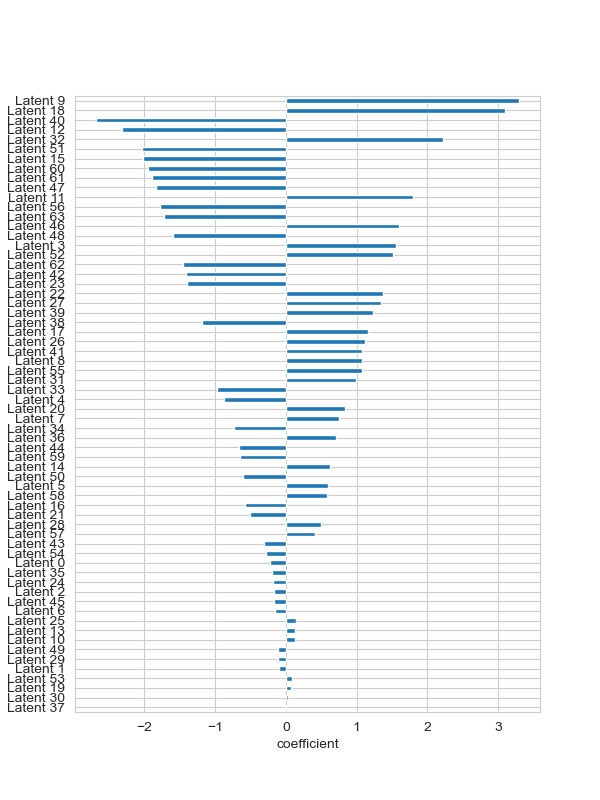 Latent 9
Latent 18
Latent 40
Latent 12
Latent 32
Latent 51
Latent 15
Latent 60
Latent 61
Latent 47
Latent 11
Latent 56
Latent 63
Latent 46
Latent 48
Latent 3
Latent 52
Latent 62
Latent 42
Latent 23
Latent 22
Latent 27
Latent 39
Latent 38
Latent 17
Latent 26
Latent 41
Latent 8
Latent 55
Latent 31
Latent 33
Latent 4
Latent 20
Latent 7
Latent 34
Latent 36
Latent 44
Latent 59
Latent 14
Latent 50
Latent 5
Latent 58
Latent 16
Latent 21
Latent 28
Latent 57
Latent 43
Latent 54
Latent 0
Latent 35
Latent 24
Latent 2
Latent 45
Latent 6
Latent 25
Latent 13
Latent 10
Latent 49
Latent 29
Latent 1
Latent 53
Latent 19
Latent 30
Latent 37
−2 −1 0 1 2 3
coefficient